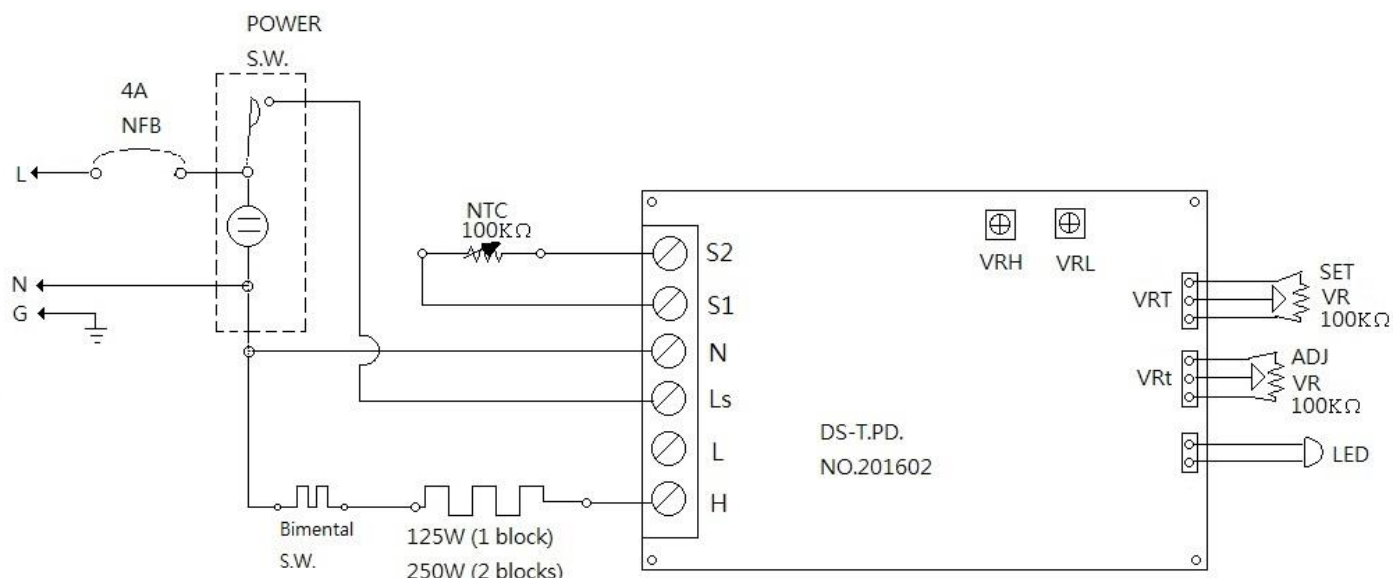 POWER
S.W.
4A
NFB
L
N
G
NTC
100KΩ
S2
S1
N
Ls
L
H
VRH
VRL
VRT
SET
VR
100KΩ
VRt
ADJ
VR
100KΩ
LED
DS-T.PD.
NO.201602
Bimental
S.W.
125W (1 block)
250W (2 blocks)